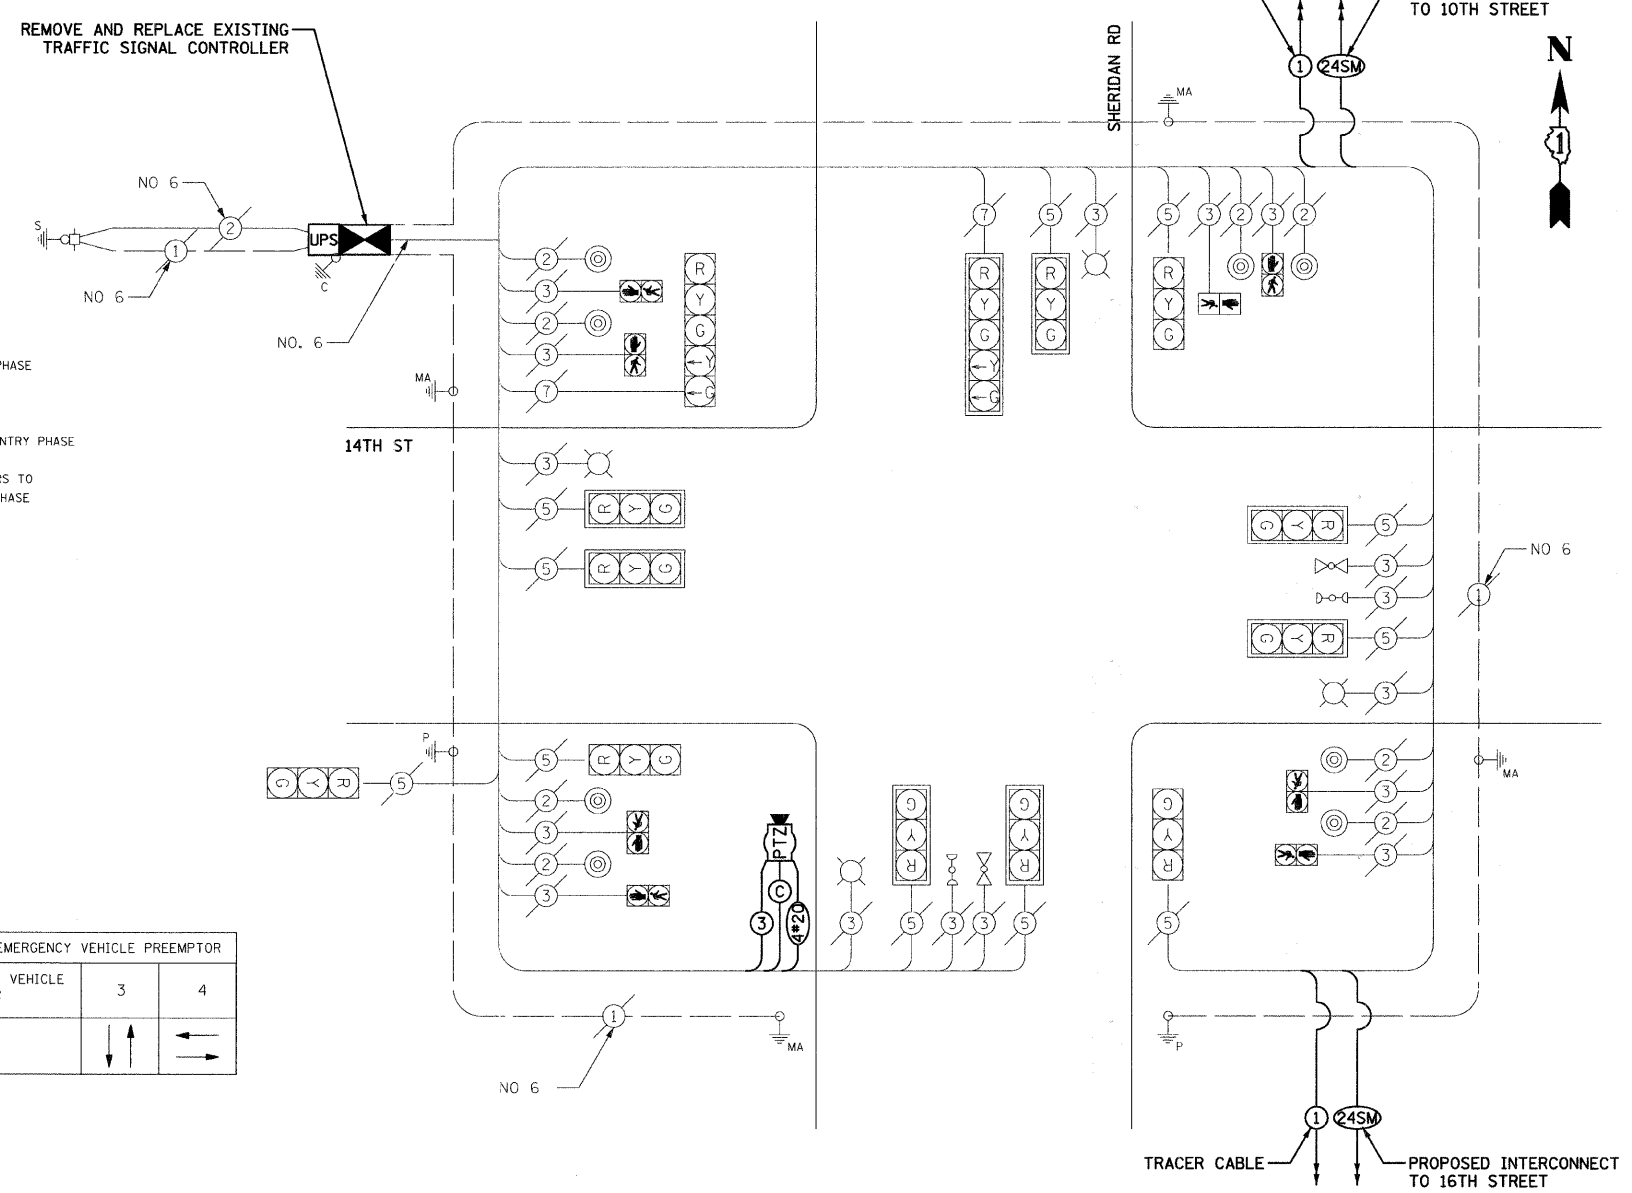 TO 10TH STREET
REMOVE AND REPLACE EXISTING
TRAFFIC SIGNAL CONTROLLER
N
1
SHERIDAN RD
1 24SM
MA
NO 6
S
2
UPS
1
C
NO 6
NO. 6
7 5 3
5 3 2 3 2
2
3
2
3
7
R
Y
G
Y
G
R
Y
G
Y
G
R
Y
G
R
Y
G
MA
PHASE
14TH ST
NTRY PHASE
RS TO
PHASE
3
5 R Y G
5 R Y G
G Y R 5
3
3
G Y R 5
3
NO 6
1
P
G Y R 5
5 R Y G
2
3
2
3
PTZ
3 C 4#20
3
G
Y
R
5
3
3
G
Y
R
5
G
Y
R
5
2
3
2
3
MA
EMERGENCY VEHICLE PREEMPTOR
VEHICLE
3 4
1
MA
NO 6
P
1 24SM
TRACER CABLE
PROPOSED INTERCONNECT
TO 16TH STREET